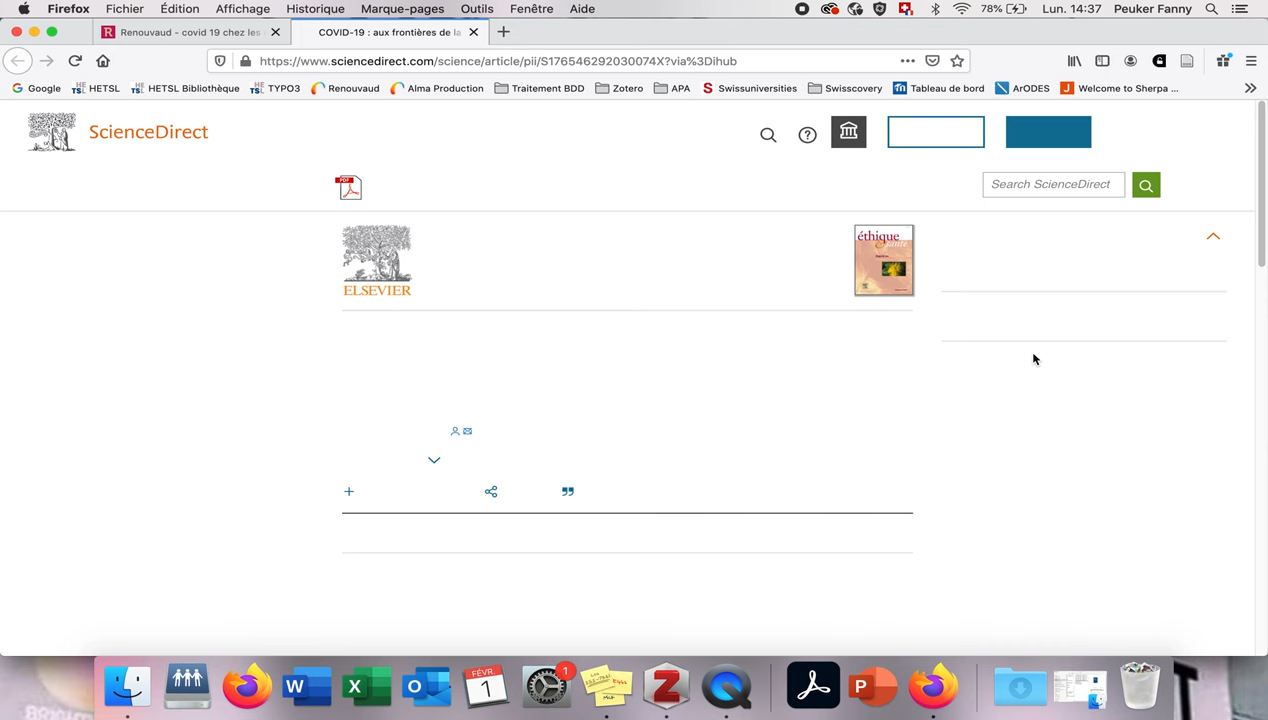 Firefox Fichier Édition Affichage Historique Marque-pages Outils Fenêtre Aide 78% Lun. 14:37 Peuker Fanny
Renouvaud - covid 19 chez les
COVID-19 : aux frontières de la
https://www.sciencedirect.com/science/article/pii/S176546292030074X?via%3Dihub
Google HETSL HETSL Bibliothèque TYPO3 Renouvaud Alma Production Traitement BDD Zotero APA Swissuniversities Swisscovery Tableau de bord ArODES Welcome to Sherpa ...
ScienceDirect
PDF
Search ScienceDirect
éthique
& santé
ELSEVIER
FÉVR.
1
1